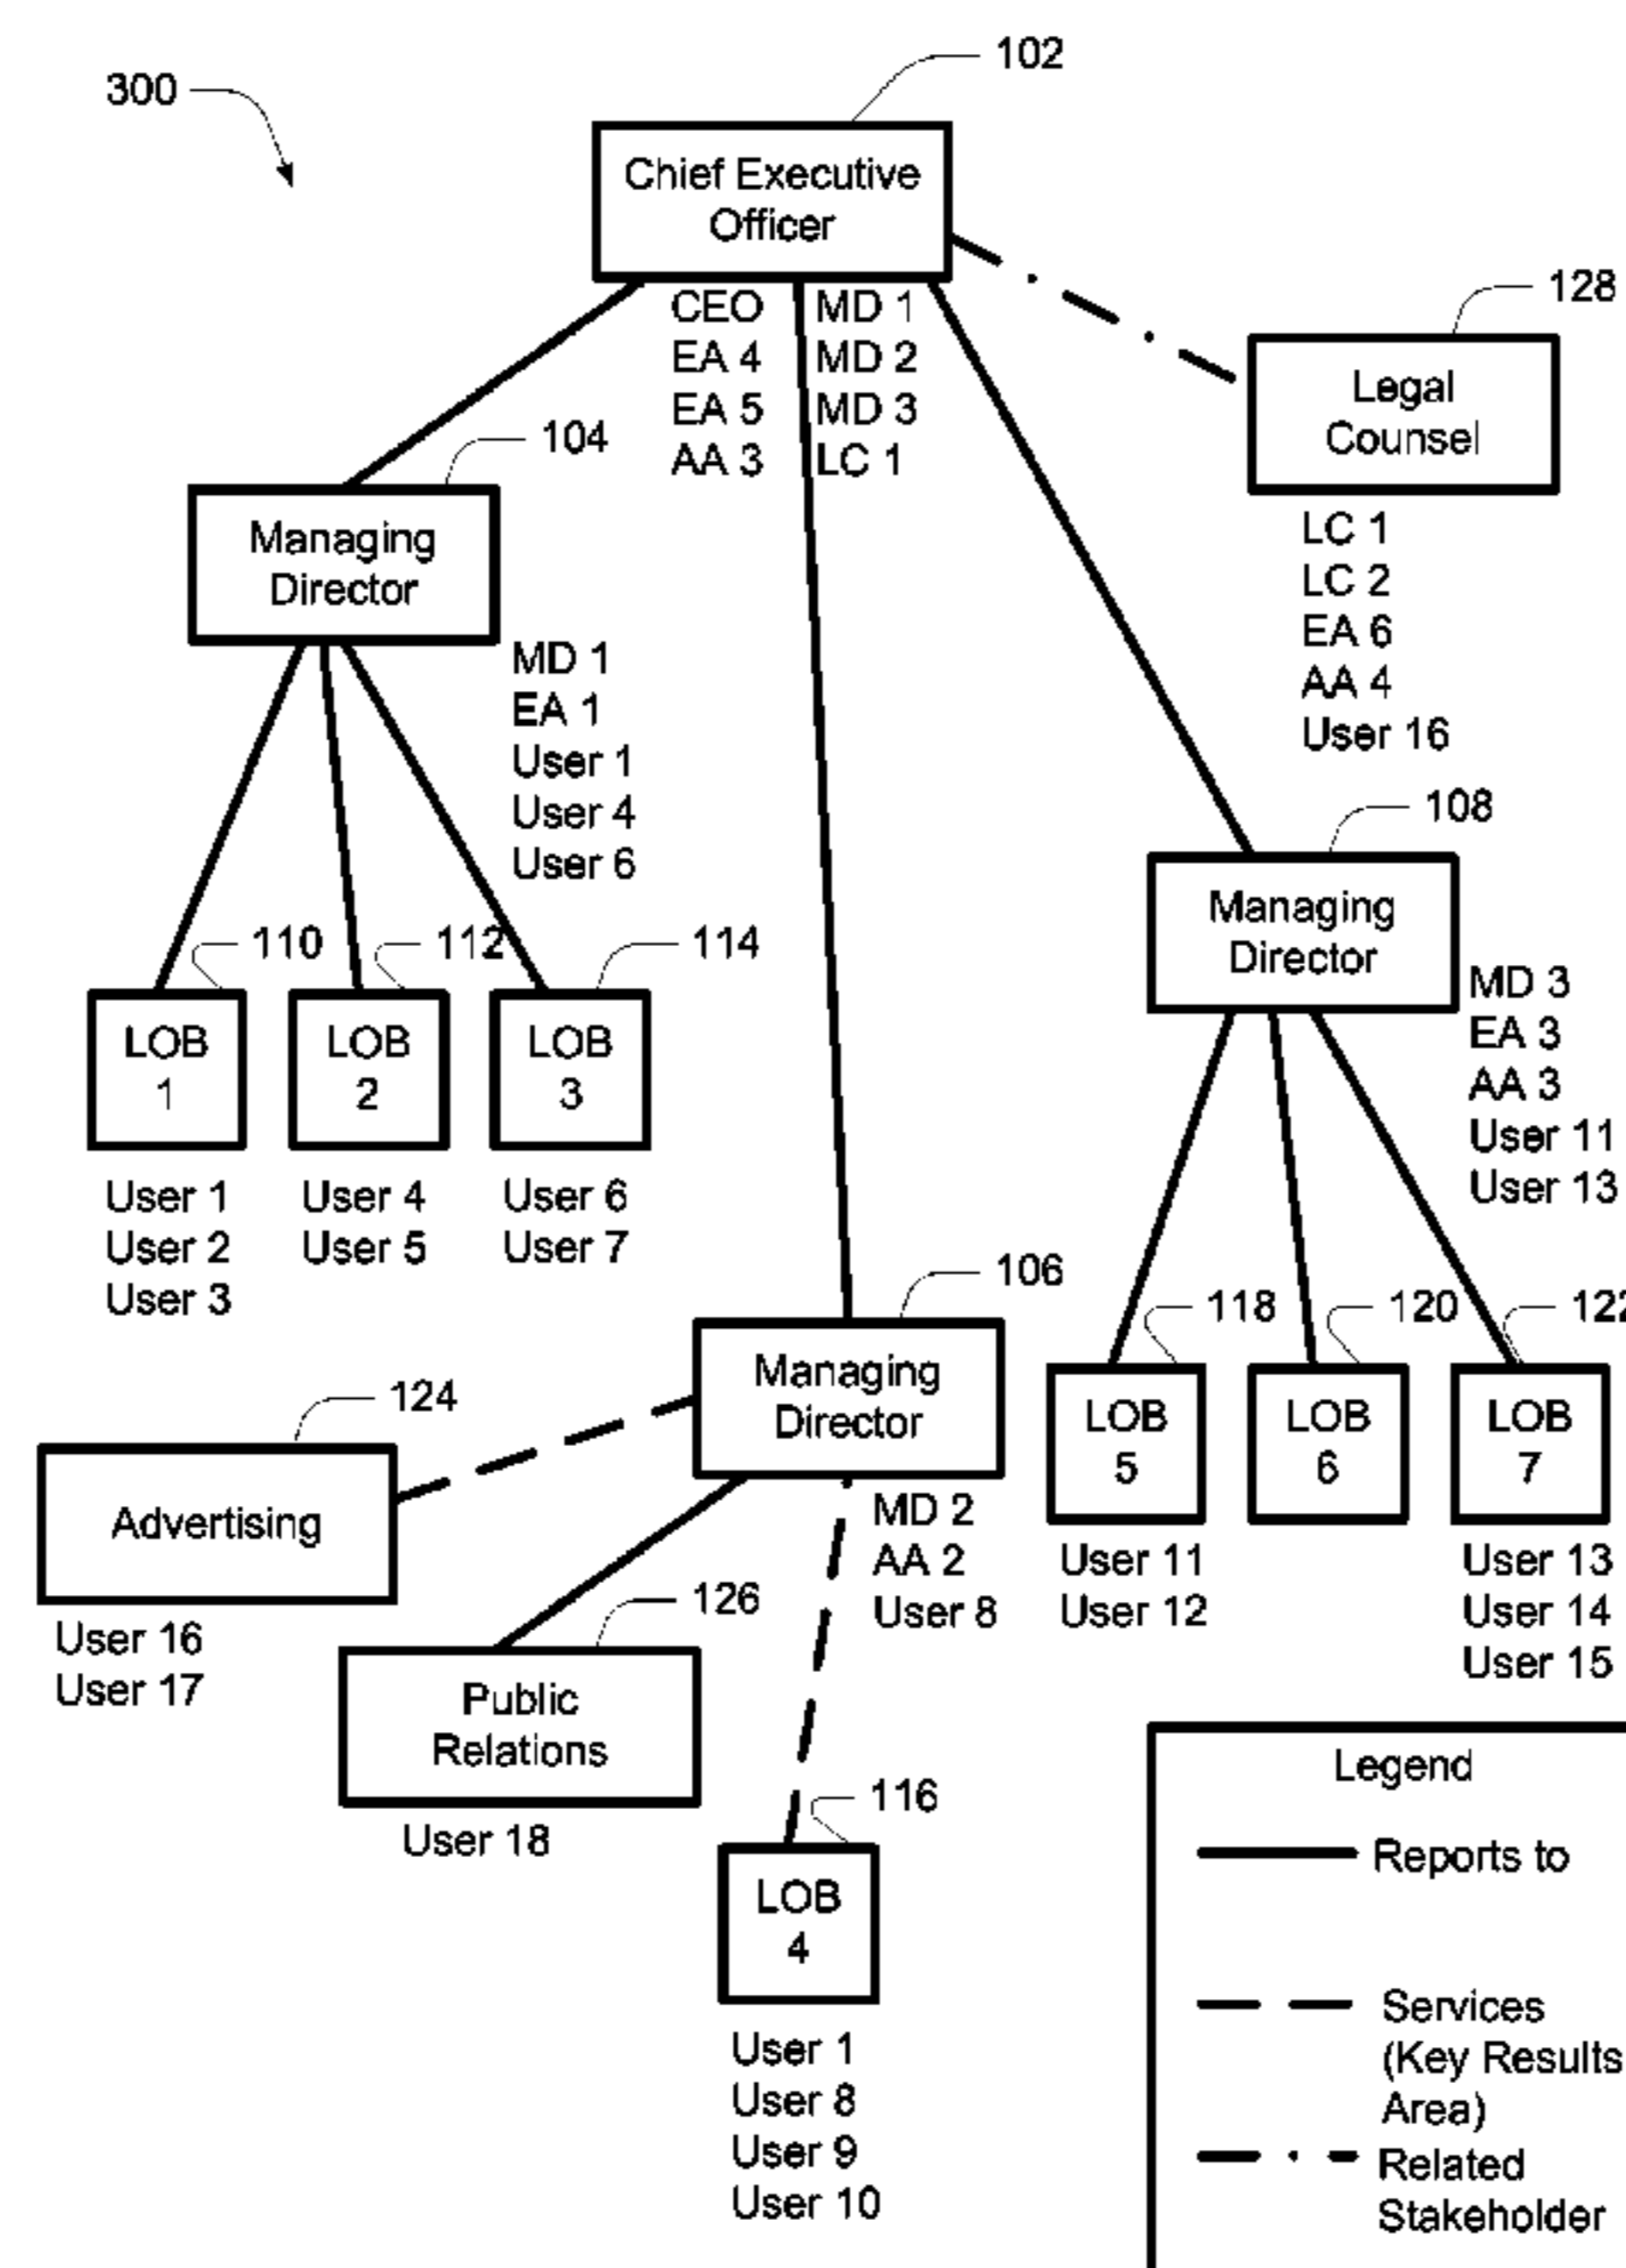 300
102
Chief Executive
Officer
CEO
EA 4
EA 5
AA 3
MD 1
MD 2
MD 3
LC 1
128
Legal
Counsel
LC 1
LC 2
EA 6
AA 4
User 16
104
Managing
Director
MD 1
EA 1
User 1
User 4
User 6
110
112
114
LOB
1
LOB
2
LOB
3
User 1
User 2
User 3
User 4
User 5
User 6
User 7
108
Managing
Director
MD 3
EA 3
AA 3
User 11
User 13
106
Managing
Director
MD 2
AA 2
User 8
118
120
122
LOB
5
LOB
6
LOB
7
User 11
User 12
User 13
User 14
User 15
124
Advertising
User 16
User 17
126
Public
Relations
User 18
116
LOB
4
User 1
User 8
User 9
User 10
Legend
Reports to
Services
(Key Results
Area)
Related
Stakeholder